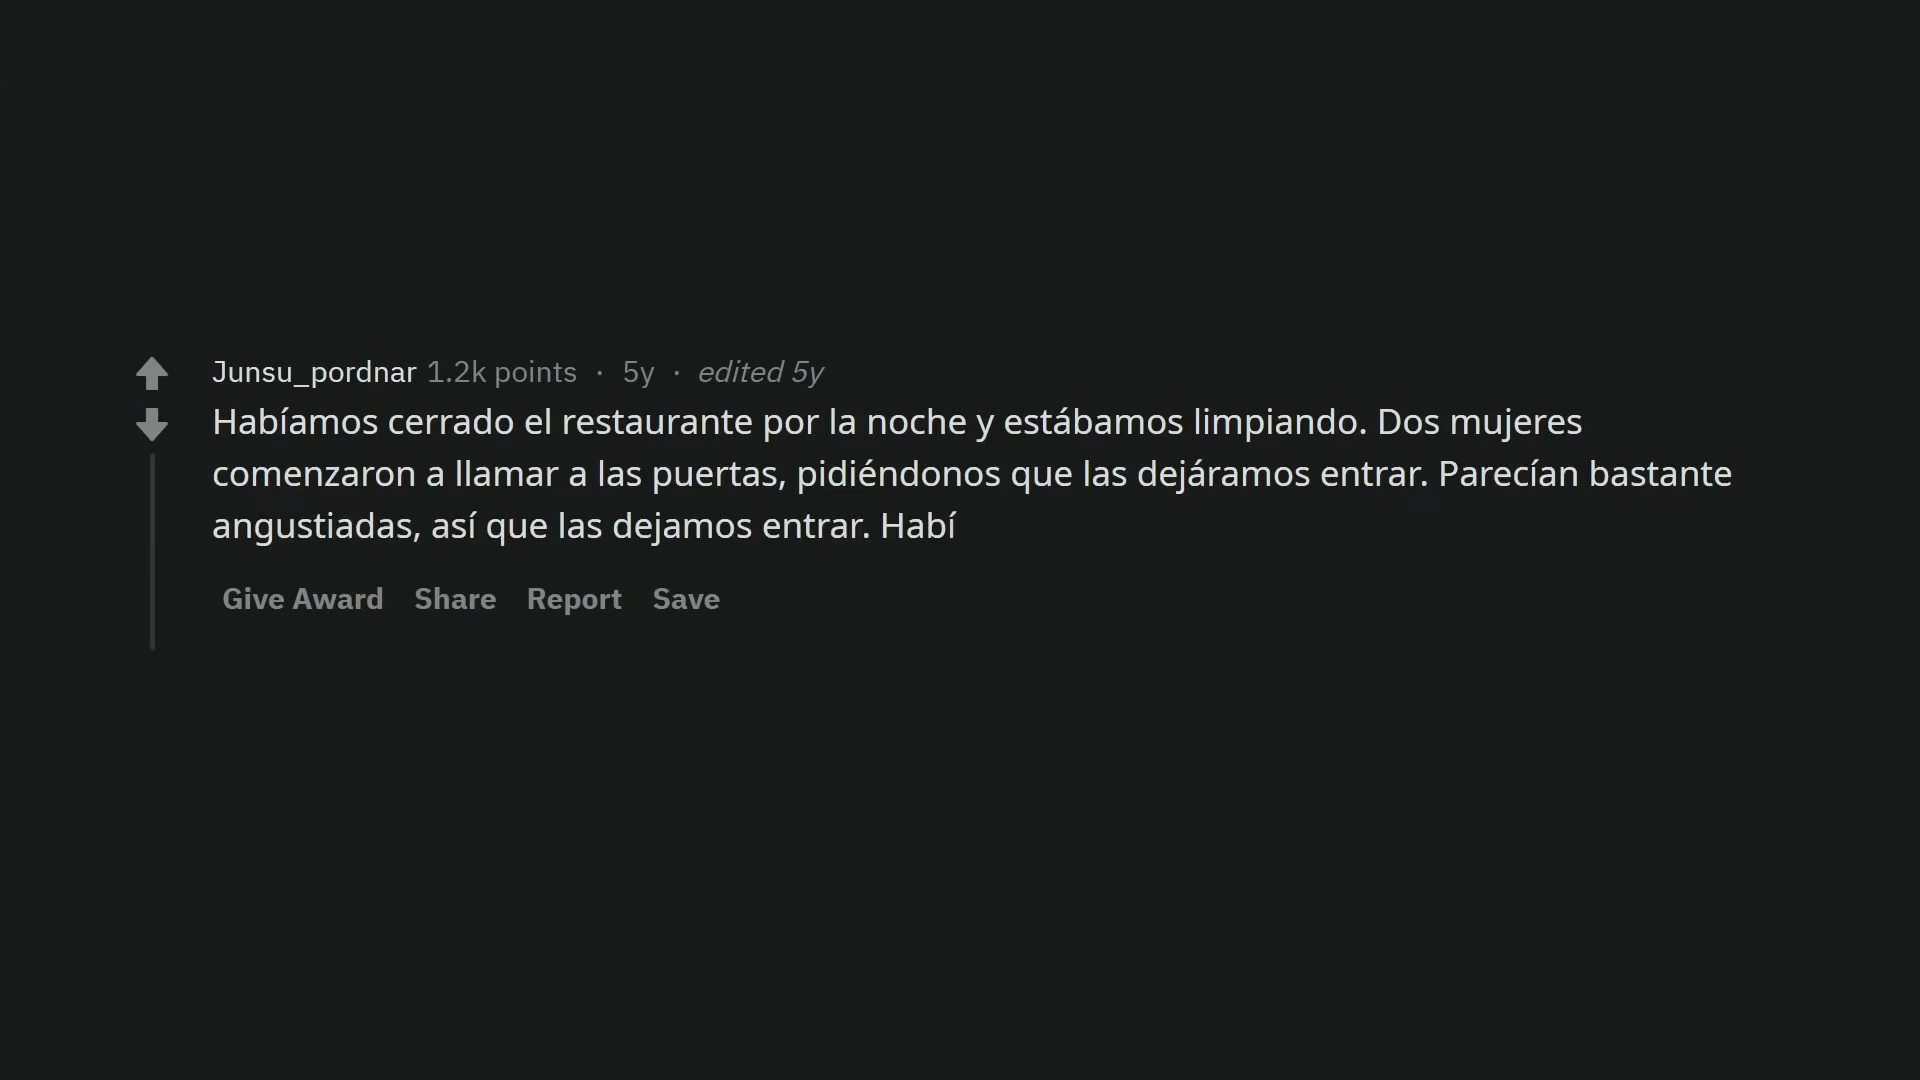 Junsu_pordnar 1.2k points · 5y · edited 5y
Habíamos cerrado el restaurante por la noche y estábamos limpiando. Dos mujeres
comenzaron a llamar a las puertas, pidiéndonos que las dejáramos entrar. Parecían bastante
angustiadas, así que las dejamos entrar. Habí
Give Award Share Report Save